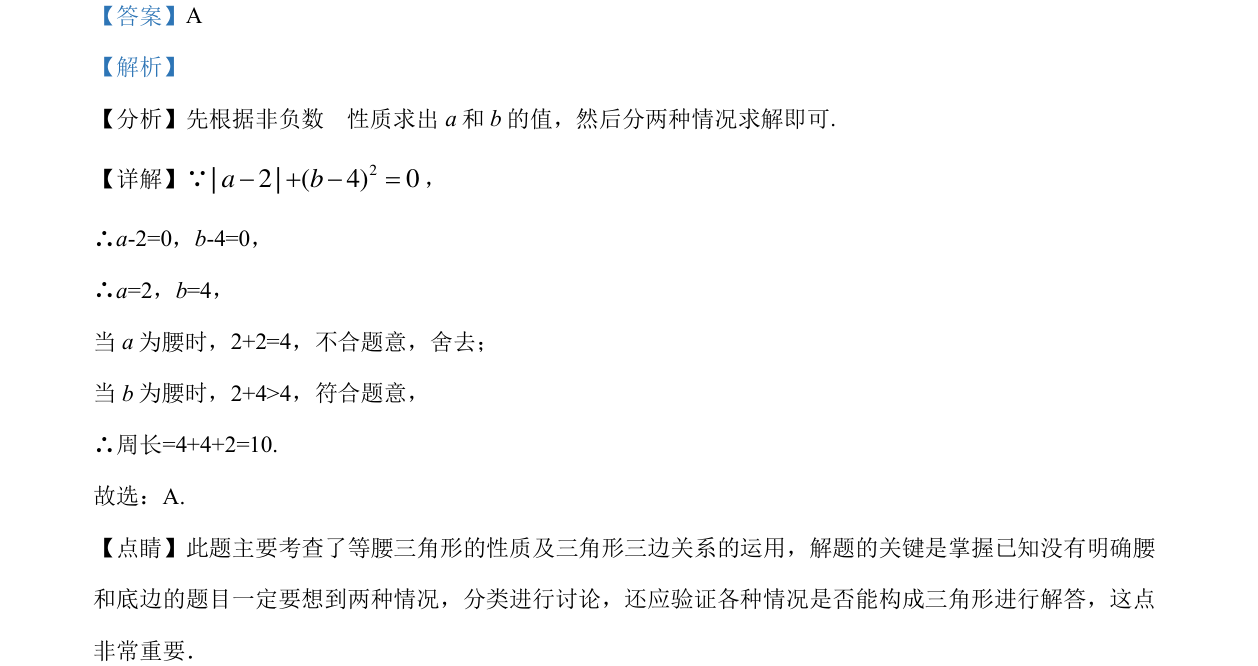 【答案】A
【解析】
【分析】先根据非负数　性质求出 a 和 b 的值，然后分两种情况求解即可.
【详解】∵|a−2|+(b−4)²=0，
∴a-2=0，b-4=0，
∴a=2，b=4，
当 a 为腰时，2+2=4，不合题意，舍去；
当 b 为腰时，2+4>4，符合题意，
∴周长=4+4+2=10.
故选：A.
【点睛】此题主要考查了等腰三角形的性质及三角形三边关系的运用，解题的关键是掌握已知没有明确腰
和底边的题目一定要想到两种情况，分类进行讨论，还应验证各种情况是否能构成三角形进行解答，这点
非常重要．